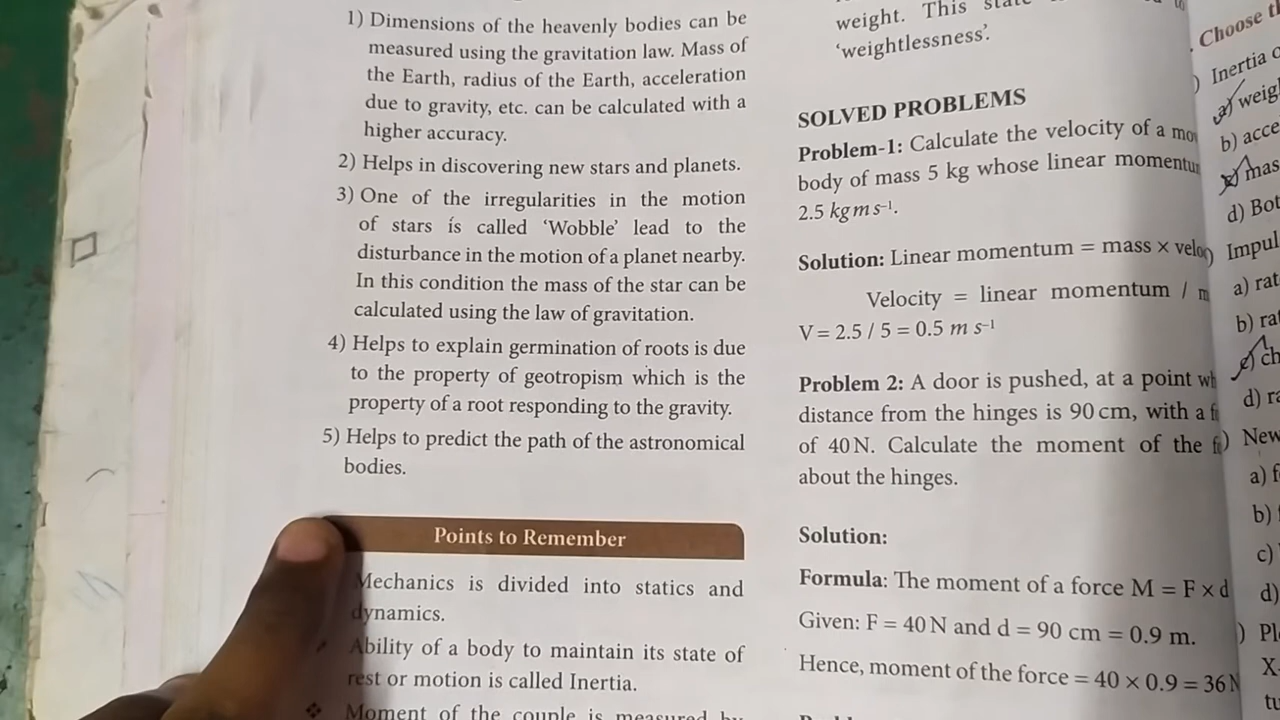 1) Dimensions of the heavenly bodies can be
measured using the gravitation law. Mass of
the Earth, radius of the Earth, acceleration
due to gravity, etc. can be calculated with a
higher accuracy.
2) Helps in discovering new stars and planets.
3) One of the irregularities in the motion
of stars is called ‘Wobble’ lead to the
disturbance in the motion of a planet nearby.
In this condition the mass of the star can be
calculated using the law of gravitation.
4) Helps to explain germination of roots is due
to the property of geotropism which is the
property of a root responding to the gravity.
5) Helps to predict the path of the astronomical
bodies.
Points to Remember
Mechanics is divided into statics and
dynamics.
Ability of a body to maintain its state of
rest or motion is called Inertia.
❖ Moment of the couple is measured by
weight. This
‘weightlessness’.
SOLVED PROBLEMS
Problem-1: Calculate the velocity of a
body of mass 5 kg whose linear
2.5 kg m s⁻¹.
Solution: Linear momentum = mass ×
Velocity = linear momentum /
V = 2.5 / 5 = 0.5 m s⁻¹
Problem 2: A door is pushed, at a point
distance from the hinges is 90 cm, with a
of 40 N. Calculate the moment of the
about the hinges.
Solution:
Formula: The moment of a force M = F × d
Given: F = 40 N and d = 90 cm = 0.9 m.
Hence, moment of the force = 40 × 0.9 = 36 N
Choose
) Inertia
a)
b)
d)
)
a)
b)
d)
)
a)
b)
c)
d)
)
X